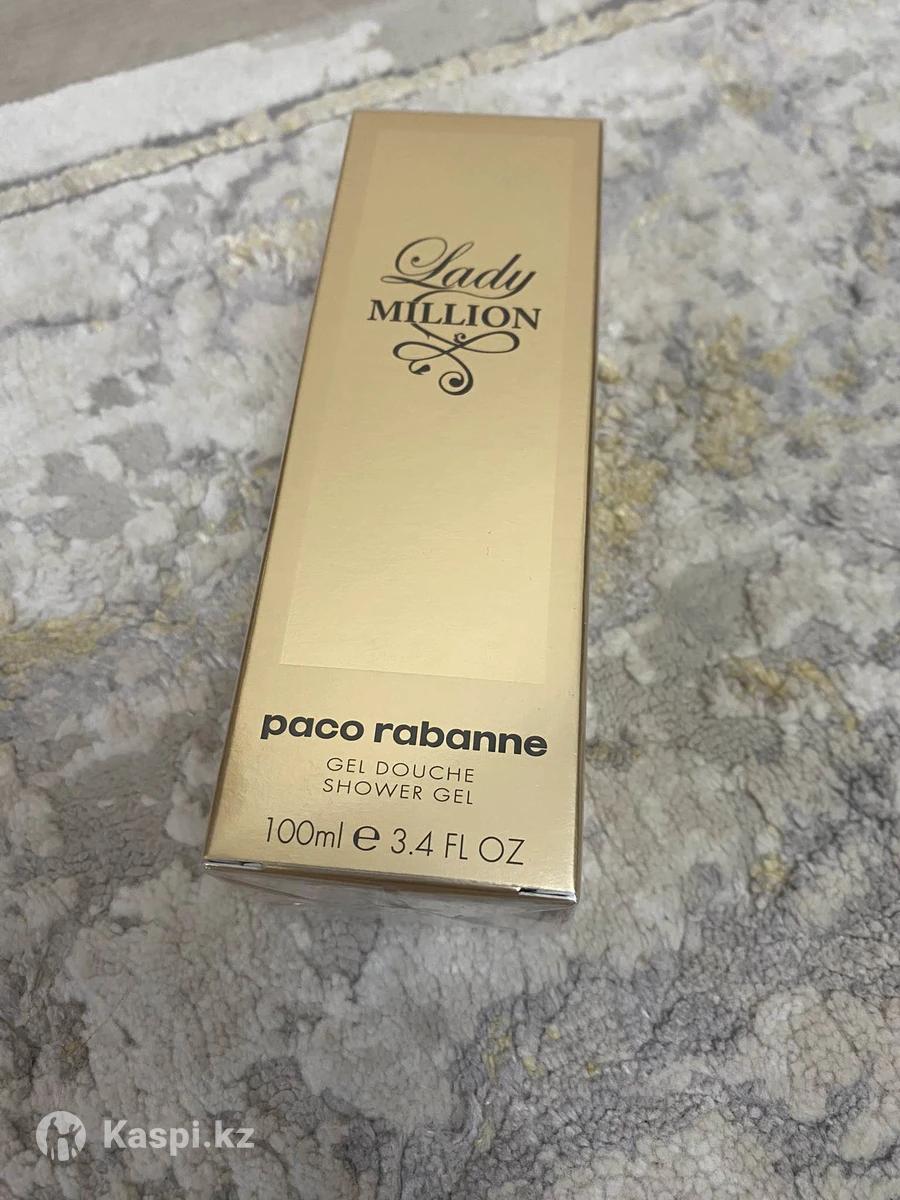 Lady
MILLION
paco rabanne
GEL DOUCHE
SHOWER GEL
100ml e 3.4 FL OZ
Kaspi.kz